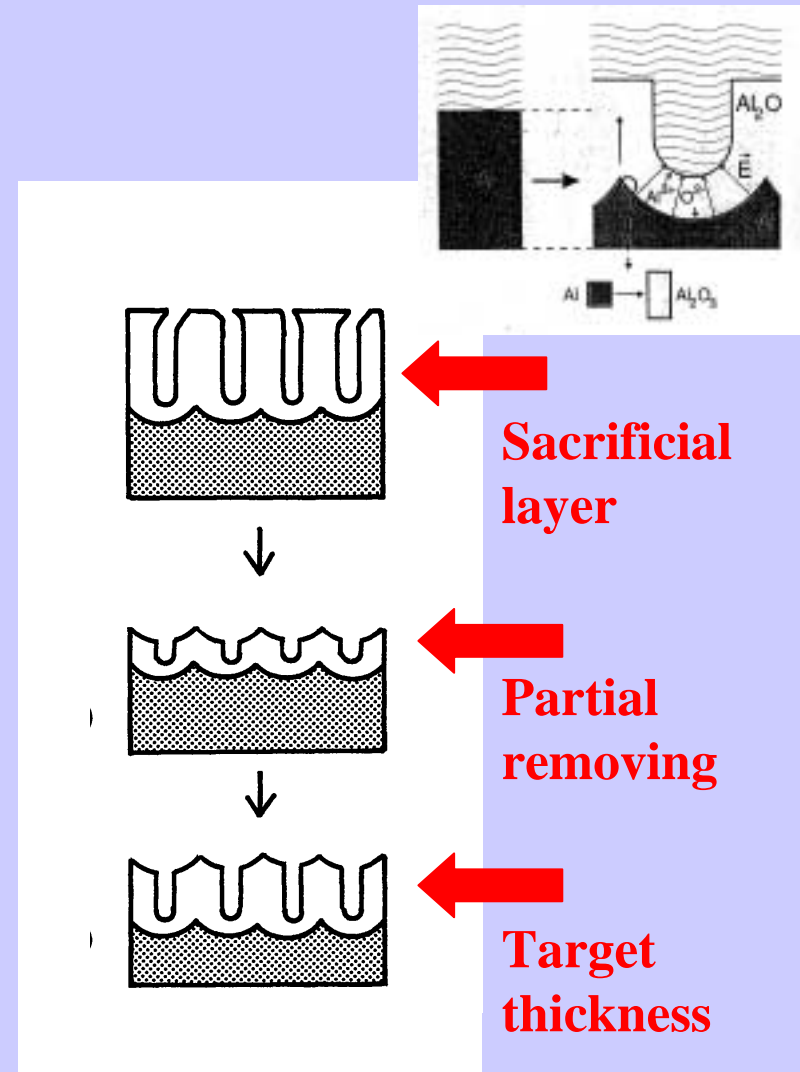 Al₂O
E
Al
Al₂O₃
Sacrificial
layer
Partial
removing
Target
thickness